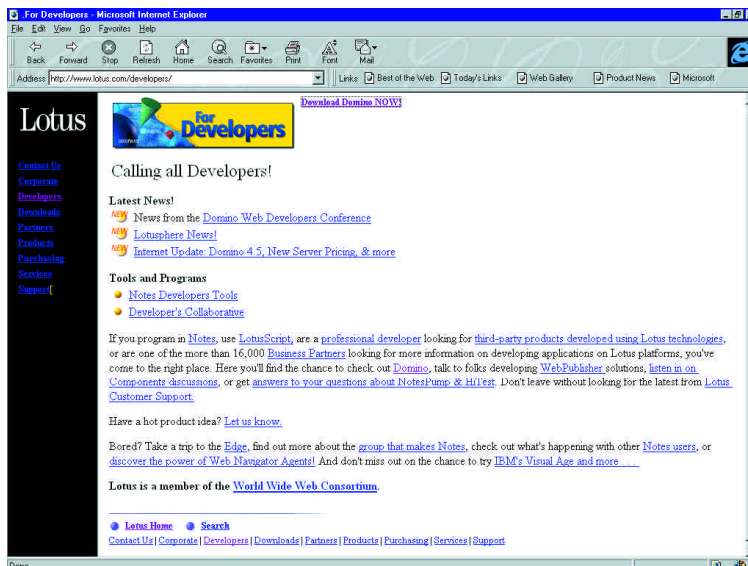 .For Developers - Microsoft Internet Explorer
File Edit View Go Favorites Help
Back Forward Stop Refresh Home Search Favorites Print Font Mail
Address http://www.lotus.com/developers/ Links Best of the Web Today's Links Web Gallery Product News Microsoft
Lotus
Contact Us
Corporate
Developers
Downloads
Partners
Products
Purchasing
Services
Support[
For
Developers
Download Domino NOW!
Calling all Developers!
Latest News!
NEW News from the Domino Web Developers Conference
NEW Lotusphere News!
NEW Internet Update: Domino 4.5, New Server Pricing, & more
Tools and Programs
Notes Developers Tools
Developer's Collaborative
If you program in Notes, use LotusScript, are a professional developer looking for third-party products developed using Lotus technologies,
or are one of the more than 16,000 Business Partners looking for more information on developing applications on Lotus platforms, you've
come to the right place. Here you'll find the chance to check out Domino, talk to folks developing WebPublisher solutions, listen in on
Components discussions, or get answers to your questions about NotesPump & HiTest. Don't leave without looking for the latest from Lotus
Customer Support.
Have a hot product idea? Let us know.
Bored? Take a trip to the Edge, find out more about the group that makes Notes, check out what's happening with other Notes users, or
discover the power of Web Navigator Agents! And don't miss out on the chance to try IBM's Visual Age and more . . .
Lotus is a member of the World Wide Web Consortium.
Lotus Home Search
Contact Us | Corporate | Developers | Downloads | Partners | Products | Purchasing | Services | Support